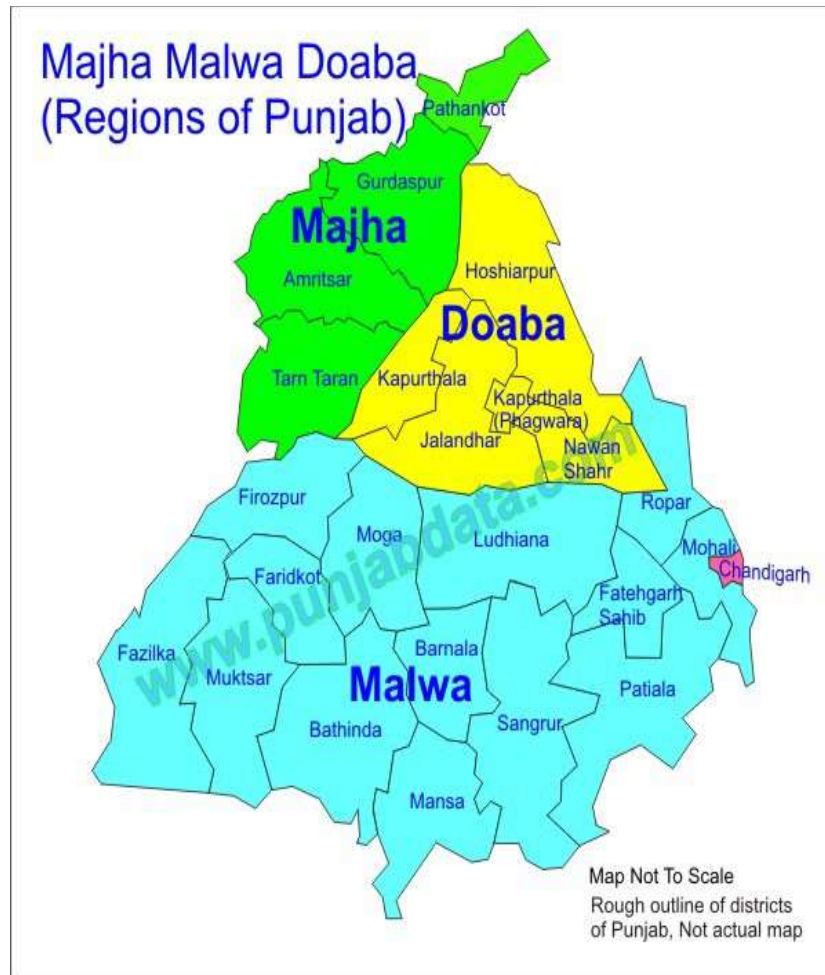 Majha Malwa Doaba
(Regions of Punjab)
Pathankot
Gurdaspur
Majha
Amritsar
Hoshiarpur
Doaba
Tarn Taran
Kapurthala
Kapurthala
(Phagwara)
Jalandhar
Nawan
Shahr
Firozpur
Ropar
Moga
Ludhiana
Mohali
Chandigarh
Faridkot
Fatehgarh
Sahib
www.punjabdata.com
Fazilka
Muktsar
Barnala
Malwa
Patiala
Bathinda
Sangrur
Mansa
Map Not To Scale
Rough outline of districts
of Punjab, Not actual map